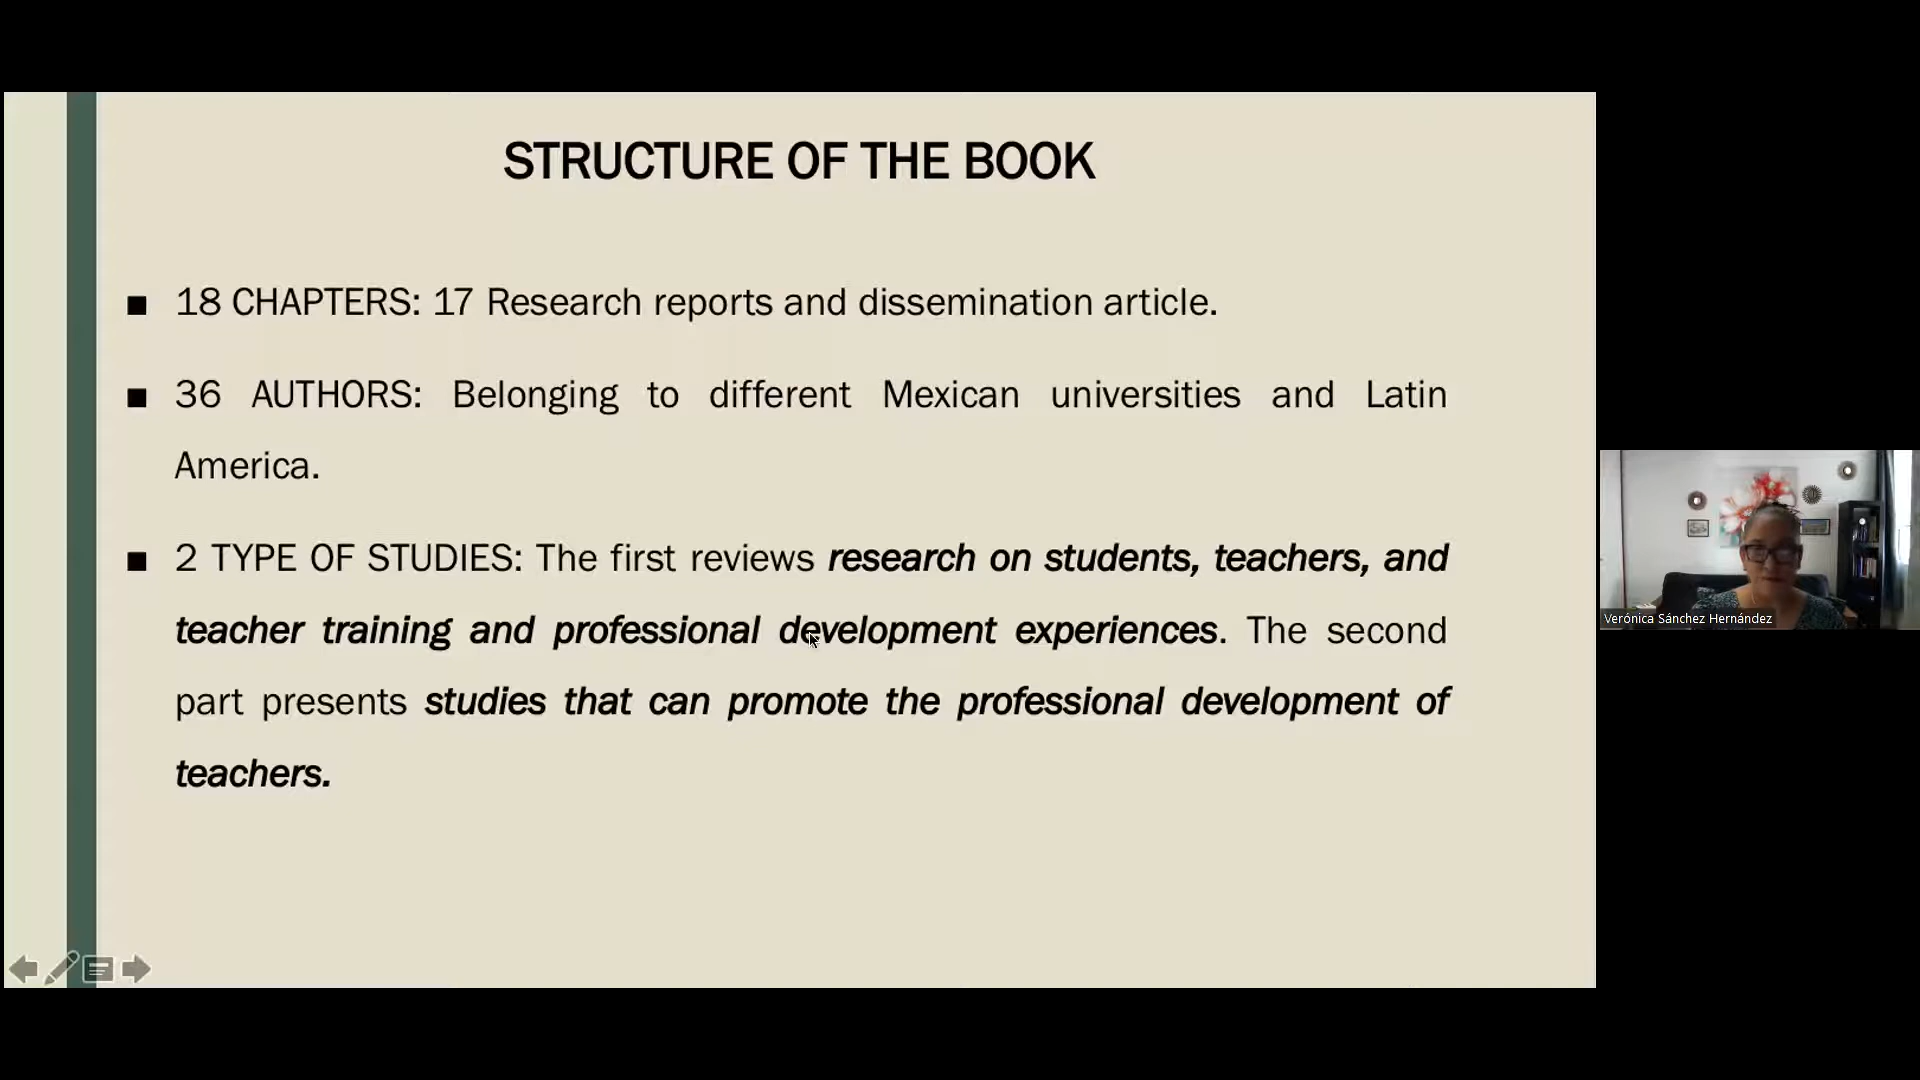 STRUCTURE OF THE BOOK
■ 18 CHAPTERS: 17 Research reports and dissemination article.
■ 36 AUTHORS: Belonging to different Mexican universities and Latin
America.
■ 2 TYPE OF STUDIES: The first reviews research on students, teachers, and
teacher training and professional development experiences. The second
part presents studies that can promote the professional development of
teachers.
Verónica Sánchez Hernández